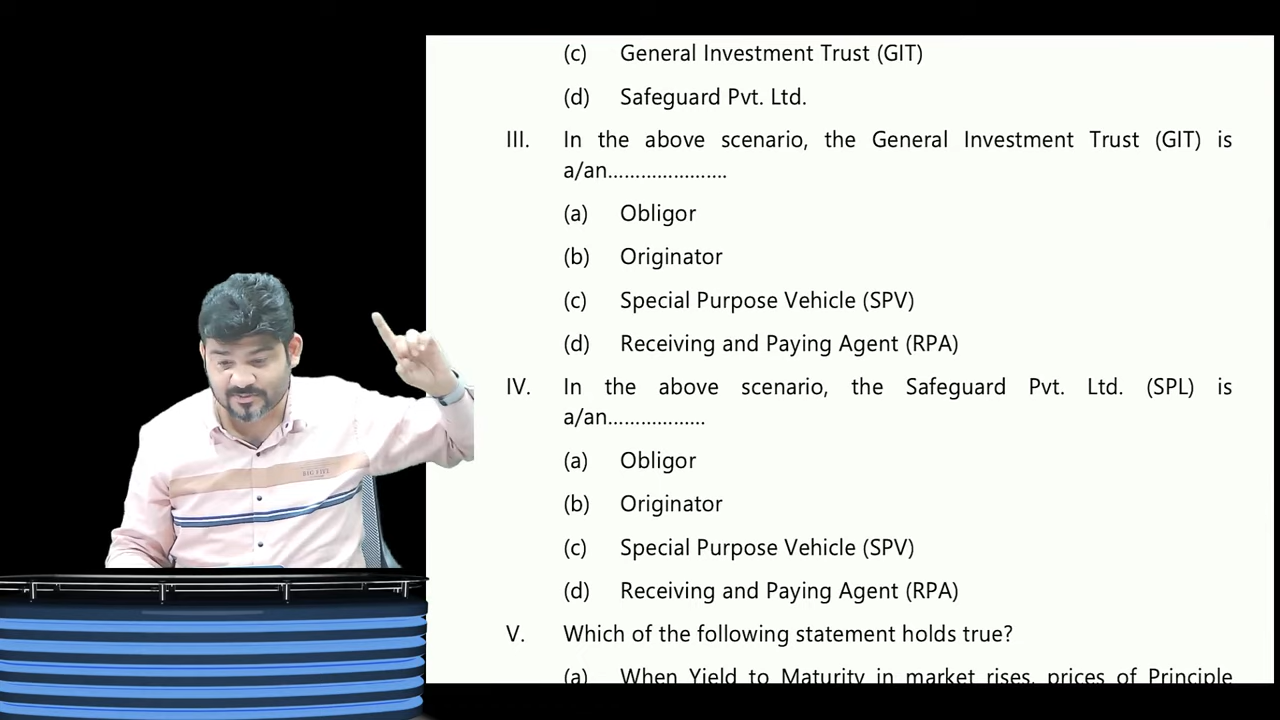 (c) General Investment Trust (GIT)
(d) Safeguard Pvt. Ltd.
III. In the above scenario, the General Investment Trust (GIT) is
a/an......................
(a) Obligor
(b) Originator
(c) Special Purpose Vehicle (SPV)
(d) Receiving and Paying Agent (RPA)
IV. In the above scenario, the Safeguard Pvt. Ltd. (SPL) is
a/an..................
(a) Obligor
(b) Originator
(c) Special Purpose Vehicle (SPV)
(d) Receiving and Paying Agent (RPA)
V. Which of the following statement holds true?
(a) When Yield to Maturity in market rises, prices of Principle